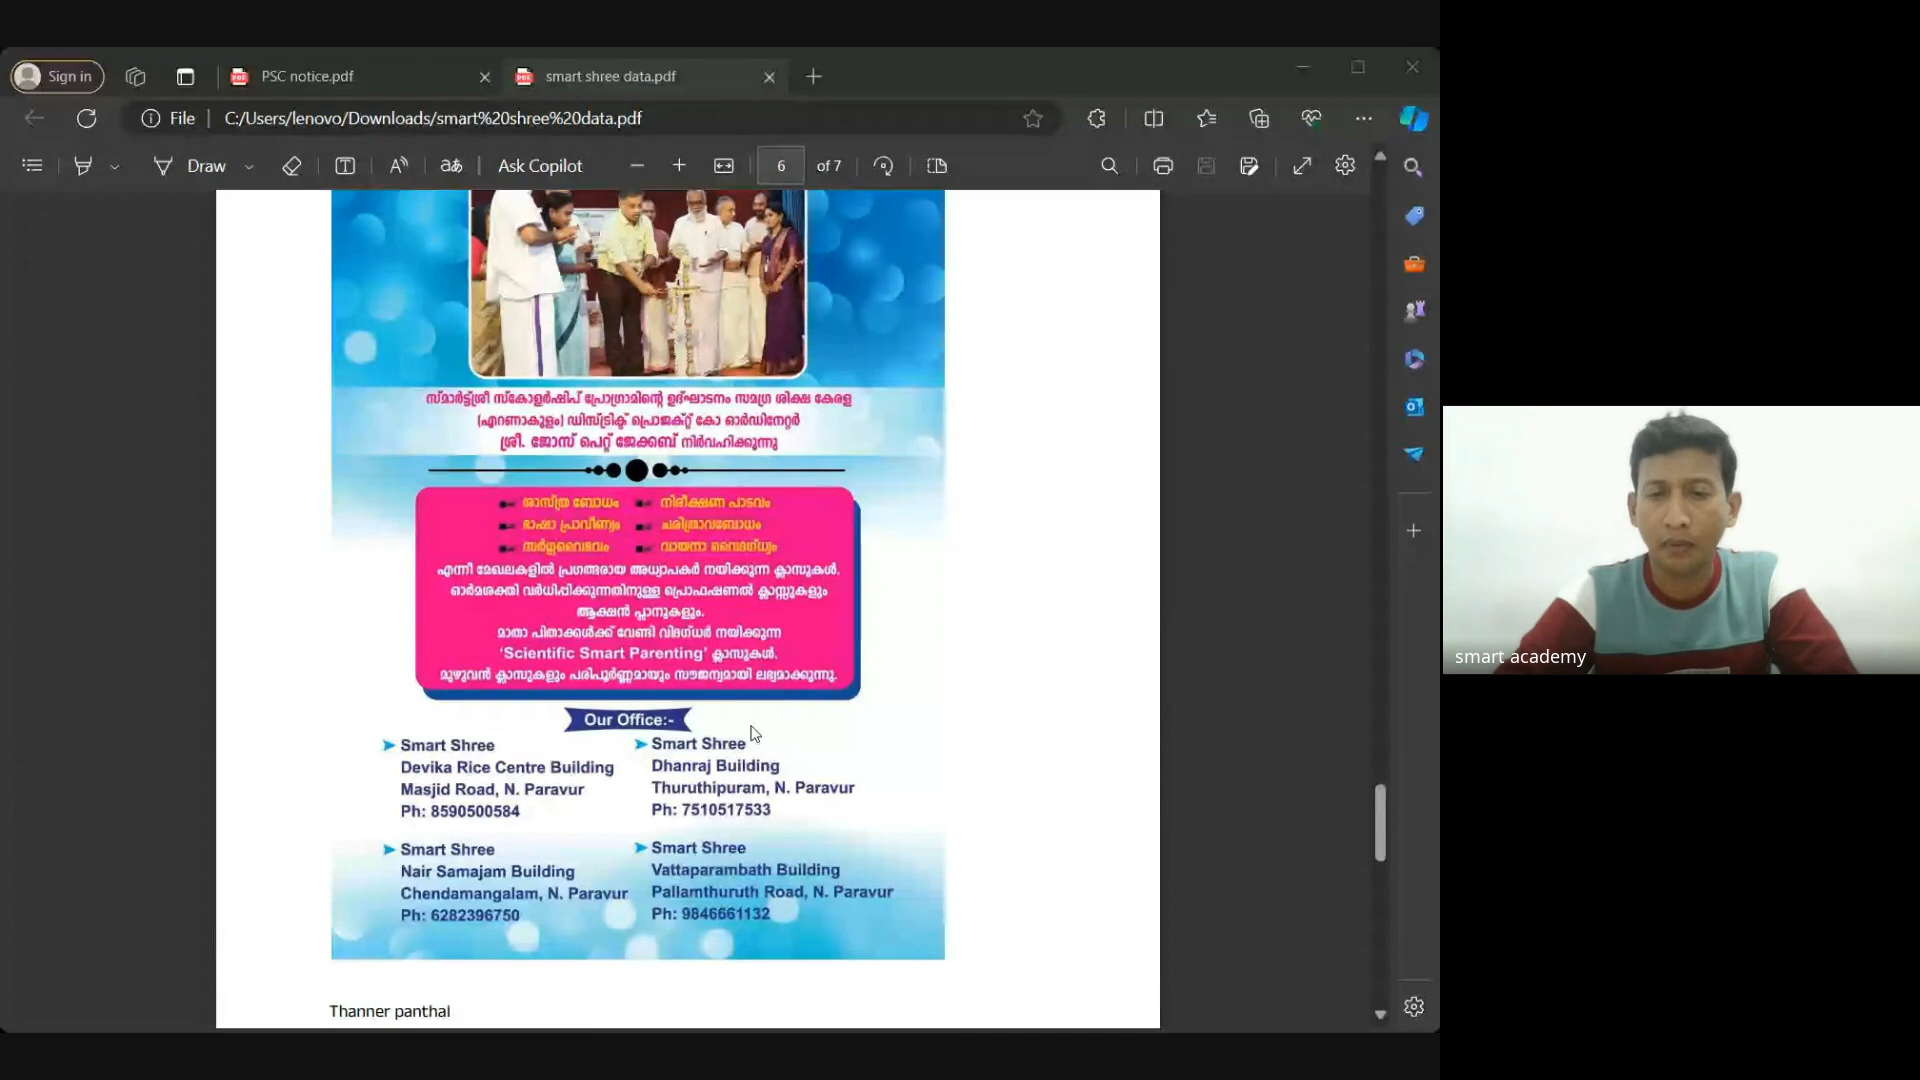 Sign in
PSC notice.pdf
smart shree data.pdf
File
C:/Users/lenovo/Downloads/smart%20shree%20data.pdf
Draw
Ask Copilot
6
of 7
സ്മാർട്ട്ശ്രീ സ്കോളർഷിപ് പ്രോഗ്രാമിന്റെ ഉദ്ഘാടനം സമഗ്ര ശിക്ഷ കേരള
(എറണാകുളം) ഡിസ്ട്രിക്ട് പ്രൊജക്റ്റ് കോ ഓർഡിനേറ്റർ
ശ്രീ. ജോസ് പെറ്റ് ജേക്കബ് നിർവഹിക്കുന്നു
ശാസ്ത്ര ബോധം
നിരീക്ഷണ പാടവം
ഭാഷാ പ്രാവീണ്യം
ചരിത്രാവബോധം
സർഗ്ഗവൈഭവം
വായനാ വൈദഗ്ധ്യം
എന്നീ മേഖലകളിൽ പ്രഗത്ഭരായ അധ്യാപകർ നയിക്കുന്ന ക്ലാസുകൾ.
ഓർമശക്തി വർധിപ്പിക്കുന്നതിനുള്ള പ്രൊഫഷണൽ ക്ലാസ്സുകളും
ആക്ഷൻ പ്ലാനുകളും.
മാതാ പിതാക്കൾക്ക് വേണ്ടി വിദഗ്ധർ നയിക്കുന്ന
‘Scientific Smart Parenting’ ക്ലാസുകൾ.
മുഴുവൻ ക്ലാസുകളും പരിപൂർണ്ണമായും സൗജന്യമായി ലഭ്യമാക്കുന്നു.
Our Office:-
Smart Shree
Devika Rice Centre Building
Masjid Road, N. Paravur
Ph: 8590500584
Smart Shree
Dhanraj Building
Thuruthipuram, N. Paravur
Ph: 7510517533
Smart Shree
Nair Samajam Building
Chendamangalam, N. Paravur
Ph: 6282396750
Smart Shree
Vattaparambath Building
Pallamthuruth Road, N. Paravur
Ph: 9846661132
Thanner panthal
smart academy